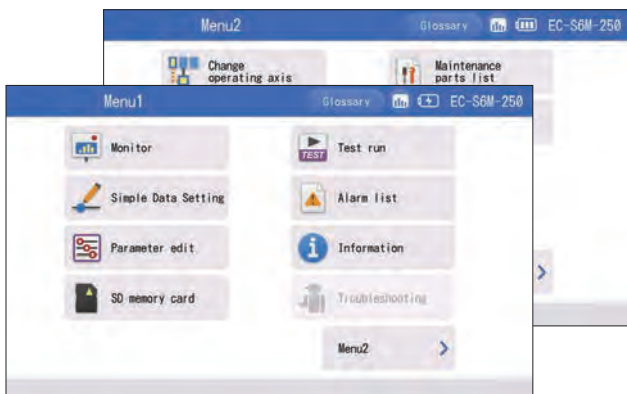 Menu2
Glossary
EC-S6M-250
Change
operating axis
Maintenance
parts list
Menu1
Glossary
EC-S6M-250
Monitor
TEST
Test run
Simple Data Setting
Alarm list
Parameter edit
Information
SD memory card
Troubleshooting
Menu2